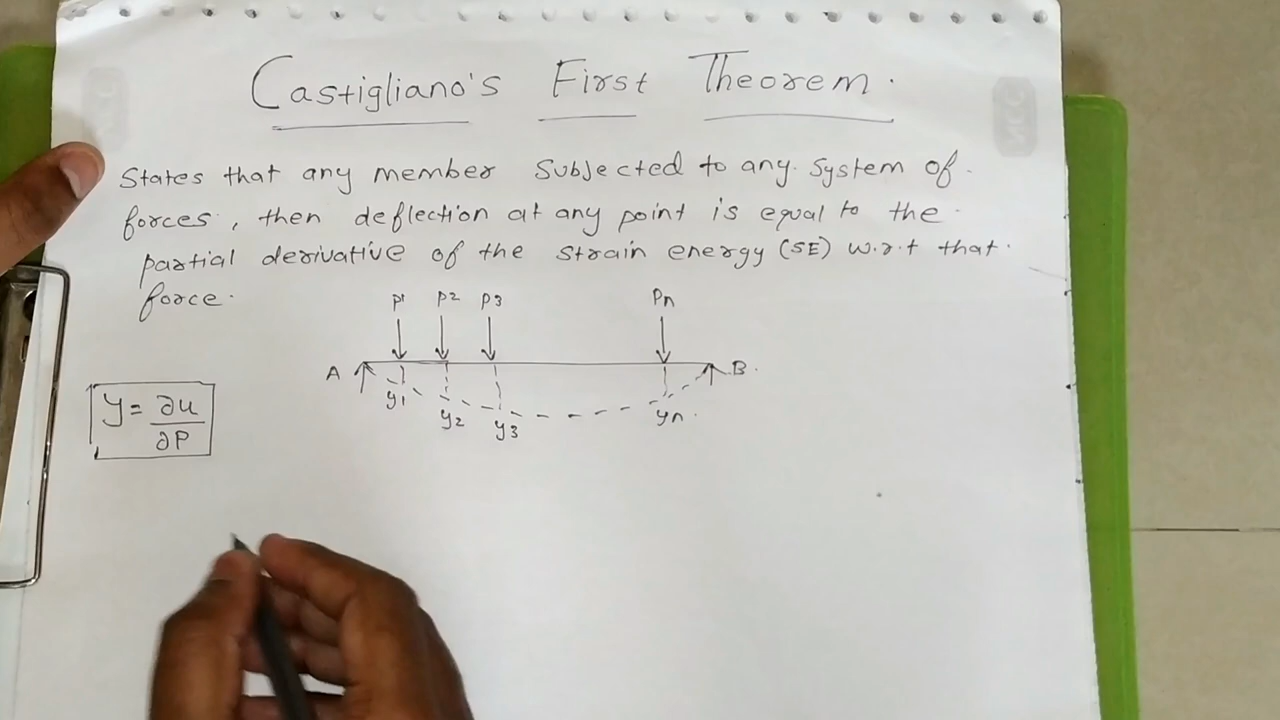 Castigliano's First Theorem.
States that any member Subjected to any System of
forces, then deflection at any point is equal to the
partial derivative of the strain energy (SE) w.r.t that
force.
P1 P2 P3 Pn
A B
y1 y2 y3 yn
y = ∂u/∂P